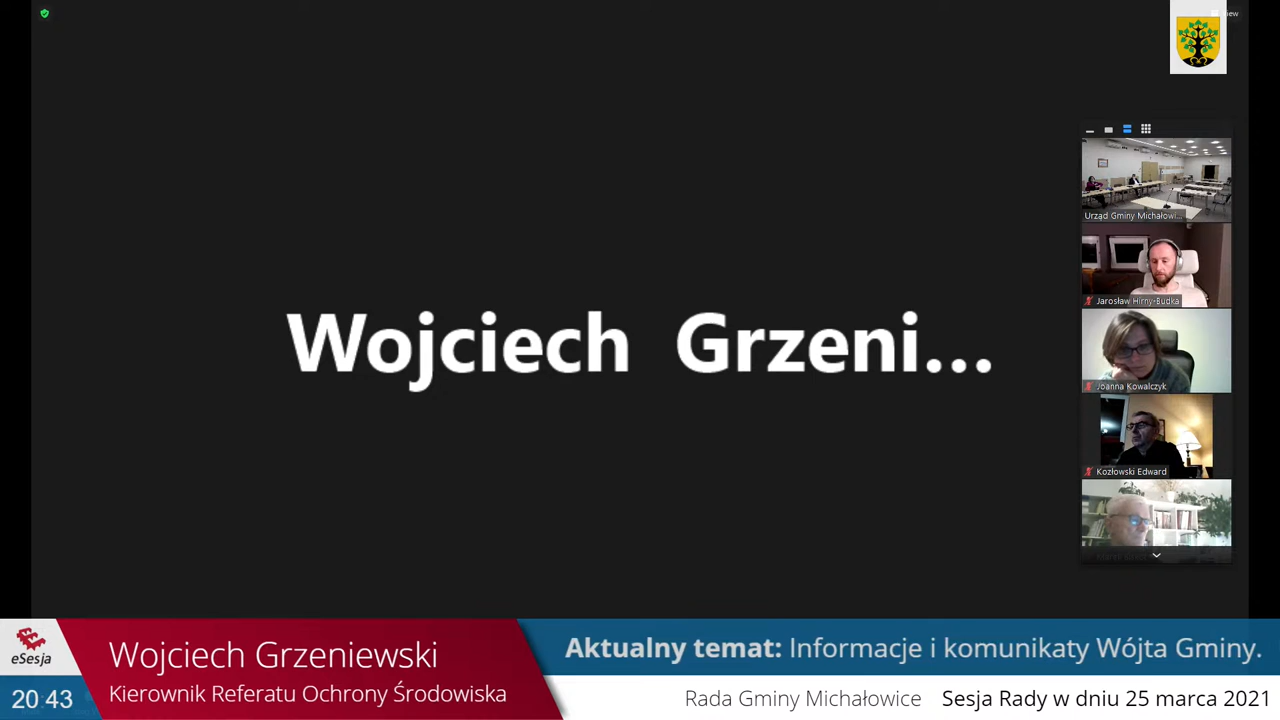 View
Urząd Gminy Michałowi...
Jarosław Hirny-Budka
Wojciech Grzeni...
Joanna Kowalczyk
Kozłowski Edward
eSesja
Wojciech Grzeniewski
Aktualny temat: Informacje i komunikaty Wójta Gminy.
20:43
Kierownik Referatu Ochrony Środowiska
Rada Gminy Michałowice
Sesja Rady w dniu 25 marca 2021